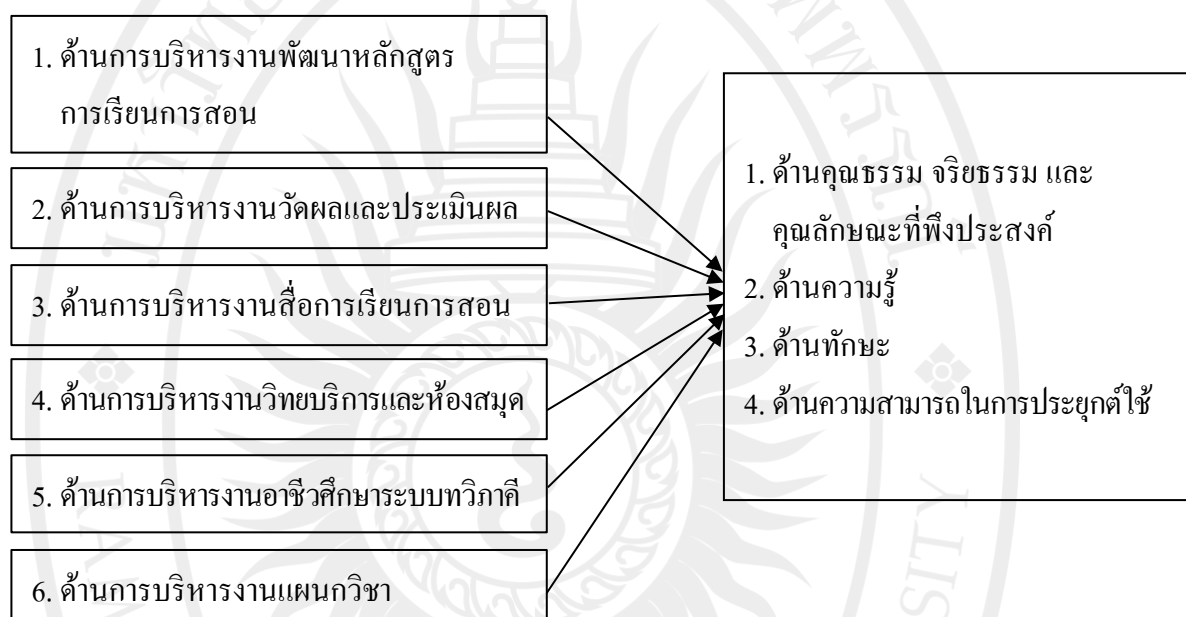 1. ด้านการบริหารงานพัฒนาหลักสูตร
การเรียนการสอน
2. ด้านการบริหารงานวัดผลและประเมินผล
3. ด้านการบริหารงานสื่อการเรียนการสอน
4. ด้านการบริหารงานวิทยบริการและห้องสมุด
5. ด้านการบริหารงานอาชีวศึกษาระบบทวิภาคี
6. ด้านการบริหารงานแผนกวิชา
1. ด้านคุณธรรม จริยธรรม และ
คุณลักษณะที่พึงประสงค์
2. ด้านความรู้
3. ด้านทักษะ
4. ด้านความสามารถในการประยุกต์ใช้